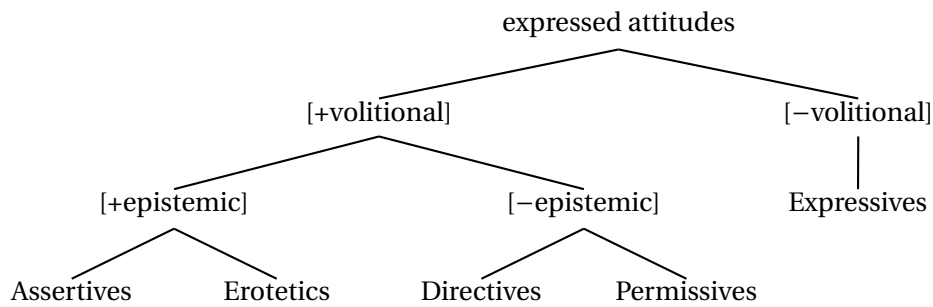 expressed attitudes
[+volitional] [−volitional]
[+epistemic] [−epistemic] Expressives
Assertives Erotetics Directives Permissives